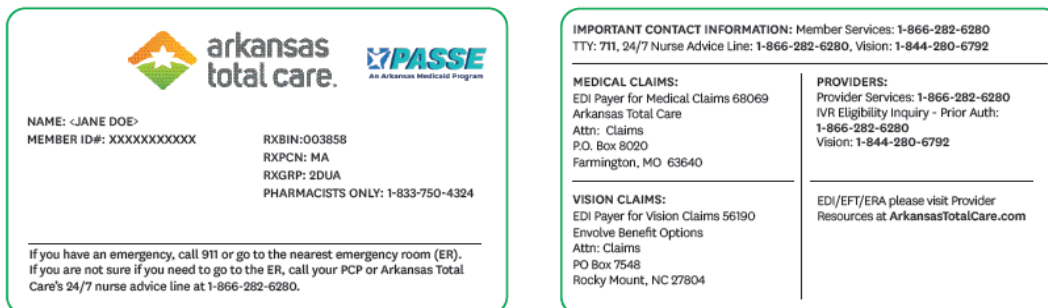 arkansas
total care.
PASSE
An Arkansas Medicaid Program
NAME: <JANE DOE>
MEMBER ID#: XXXXXXXXXXX
RXBIN:003858
RXPCN: MA
RXGRP: 2DUA
PHARMACISTS ONLY: 1-833-750-4324
If you have an emergency, call 911 or go to the nearest emergency room (ER).
If you are not sure if you need to go to the ER, call your PCP or Arkansas Total
Care's 24/7 nurse advice line at 1-866-282-6280.
IMPORTANT CONTACT INFORMATION: Member Services: 1-866-282-6280
TTY: 711, 24/7 Nurse Advice Line: 1-866-282-6280, Vision: 1-844-280-6792
MEDICAL CLAIMS:
EDI Payer for Medical Claims 68069
Arkansas Total Care
Attn: Claims
P.O. Box 8020
Farmington, MO 63640
PROVIDERS:
Provider Services: 1-866-282-6280
IVR Eligibility Inquiry - Prior Auth:
1-866-282-6280
Vision: 1-844-280-6792
VISION CLAIMS:
EDI Payer for Vision Claims 56190
Envolve Benefit Options
Attn: Claims
PO Box 7548
Rocky Mount, NC 27804
EDI/EFT/ERA please visit Provider
Resources at ArkansasTotalCare.com